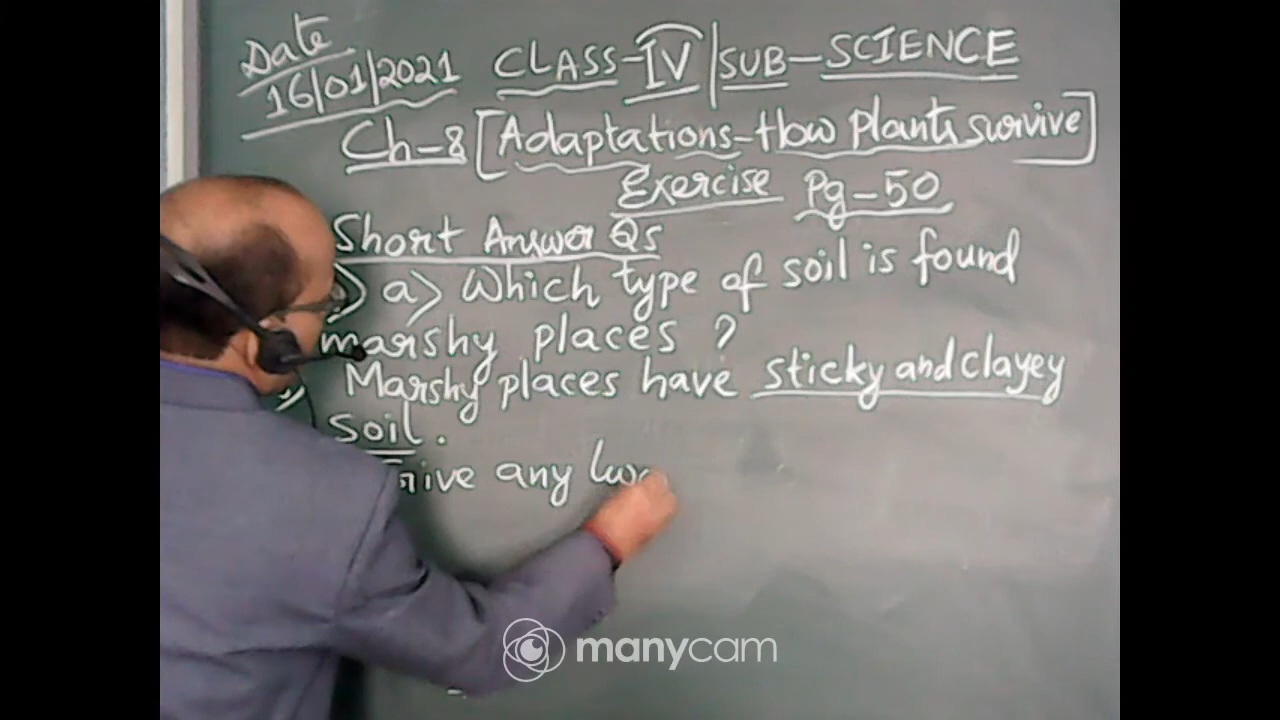 Date
16/01/2021 CLASS-IV | SUB-SCIENCE
Ch-8 [Adaptations-How Plants survive]
Exercise Pg-50
Short Answer Qs
a> Which type of soil is found
marshy places ?
Marshy places have sticky and clayey
soil.
Give any two
manycam